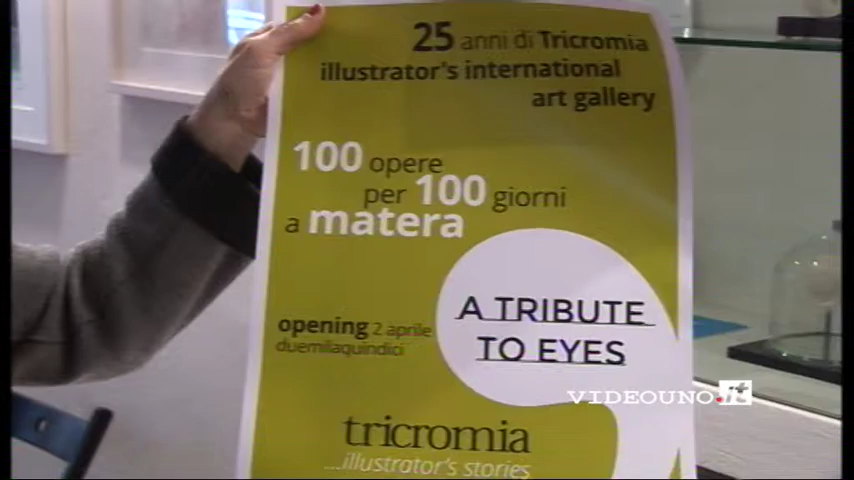 25 anni di Tricromia
illustrator's international
art gallery
100 opere
per 100 giorni
a matera
opening 2 aprile
duemilaquindici
A TRIBUTE
TO EYES
VIDEOUNO.it
tricromia
...illustrator's stories